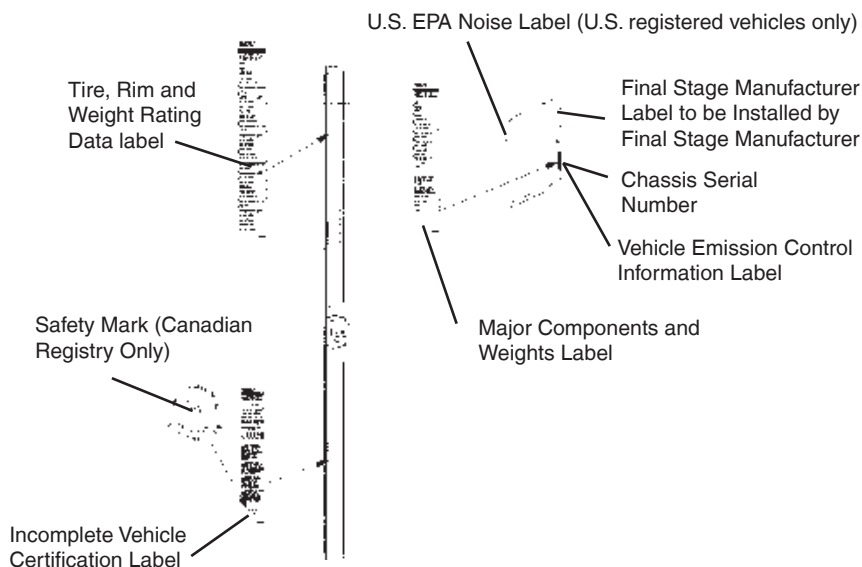 U.S. EPA Noise Label (U.S. registered vehicles only)
Tire, Rim and
Weight Rating
Data label
Final Stage Manufacturer
Label to be Installed by
Final Stage Manufacturer
Chassis Serial
Number
Vehicle Emission Control
Information Label
Safety Mark (Canadian
Registry Only)
Major Components and
Weights Label
Incomplete Vehicle
Certification Label